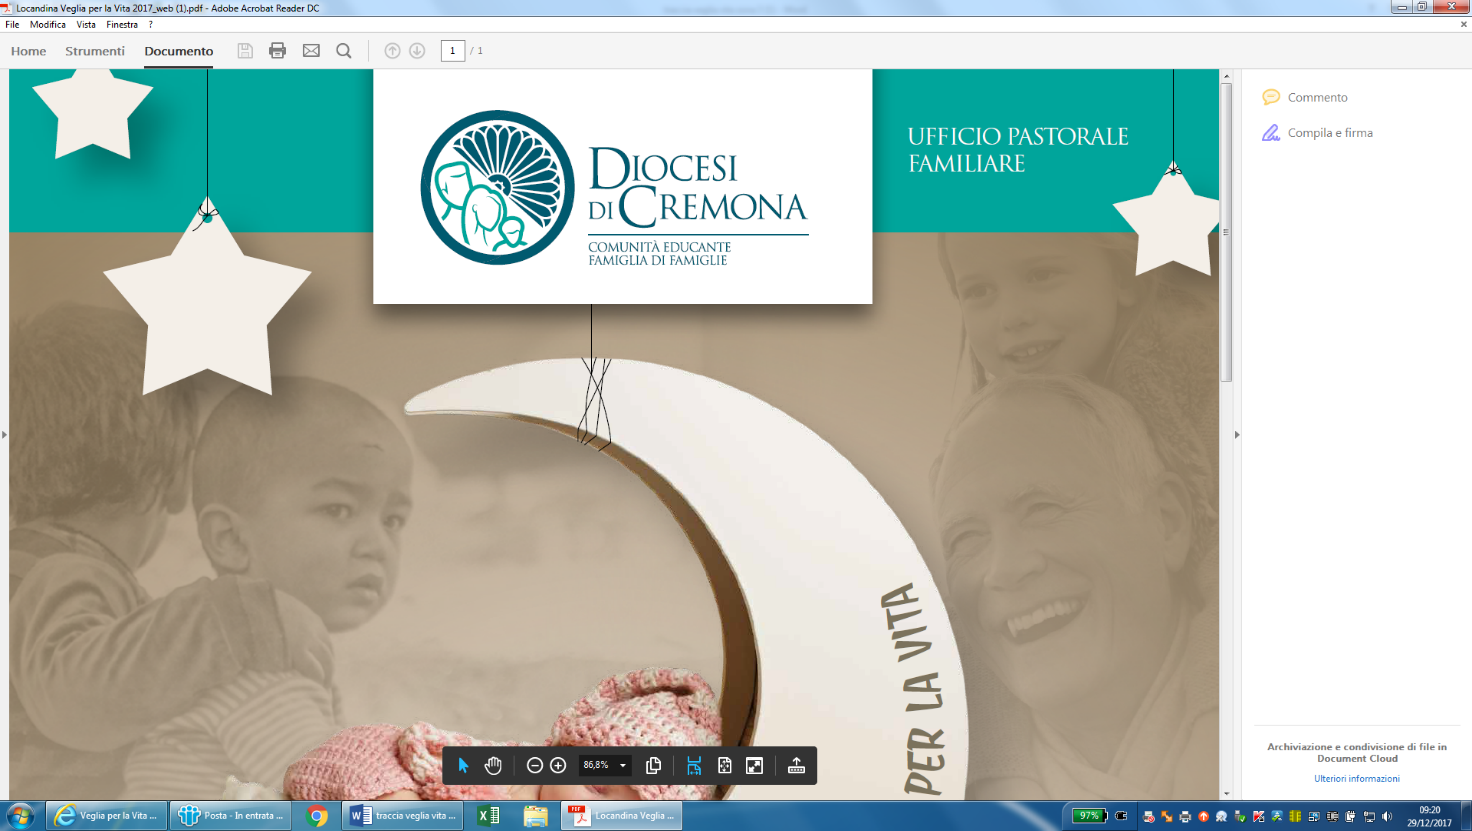 Locandina Veglia per la Vita 2017_web (1).pdf - Adobe Acrobat Reader DC
File Modifica Vista Finestra ?
Home Strumenti Documento 1 / 1
Commento
Compila e firma
UFFICIO PASTORALE
FAMILIARE
DIOCESI
DI CREMONA
COMUNITÀ EDUCANTE
FAMIGLIA DI FAMIGLIE
PER LA VITA
86,8%
Archiviazione e condivisione di file in
Document Cloud
Ulteriori informazioni
Veglia per la Vita ...
Posta - In entrata ...
traccia veglia vita ...
Locandina Veglia ...
97%
09:20
29/12/2017